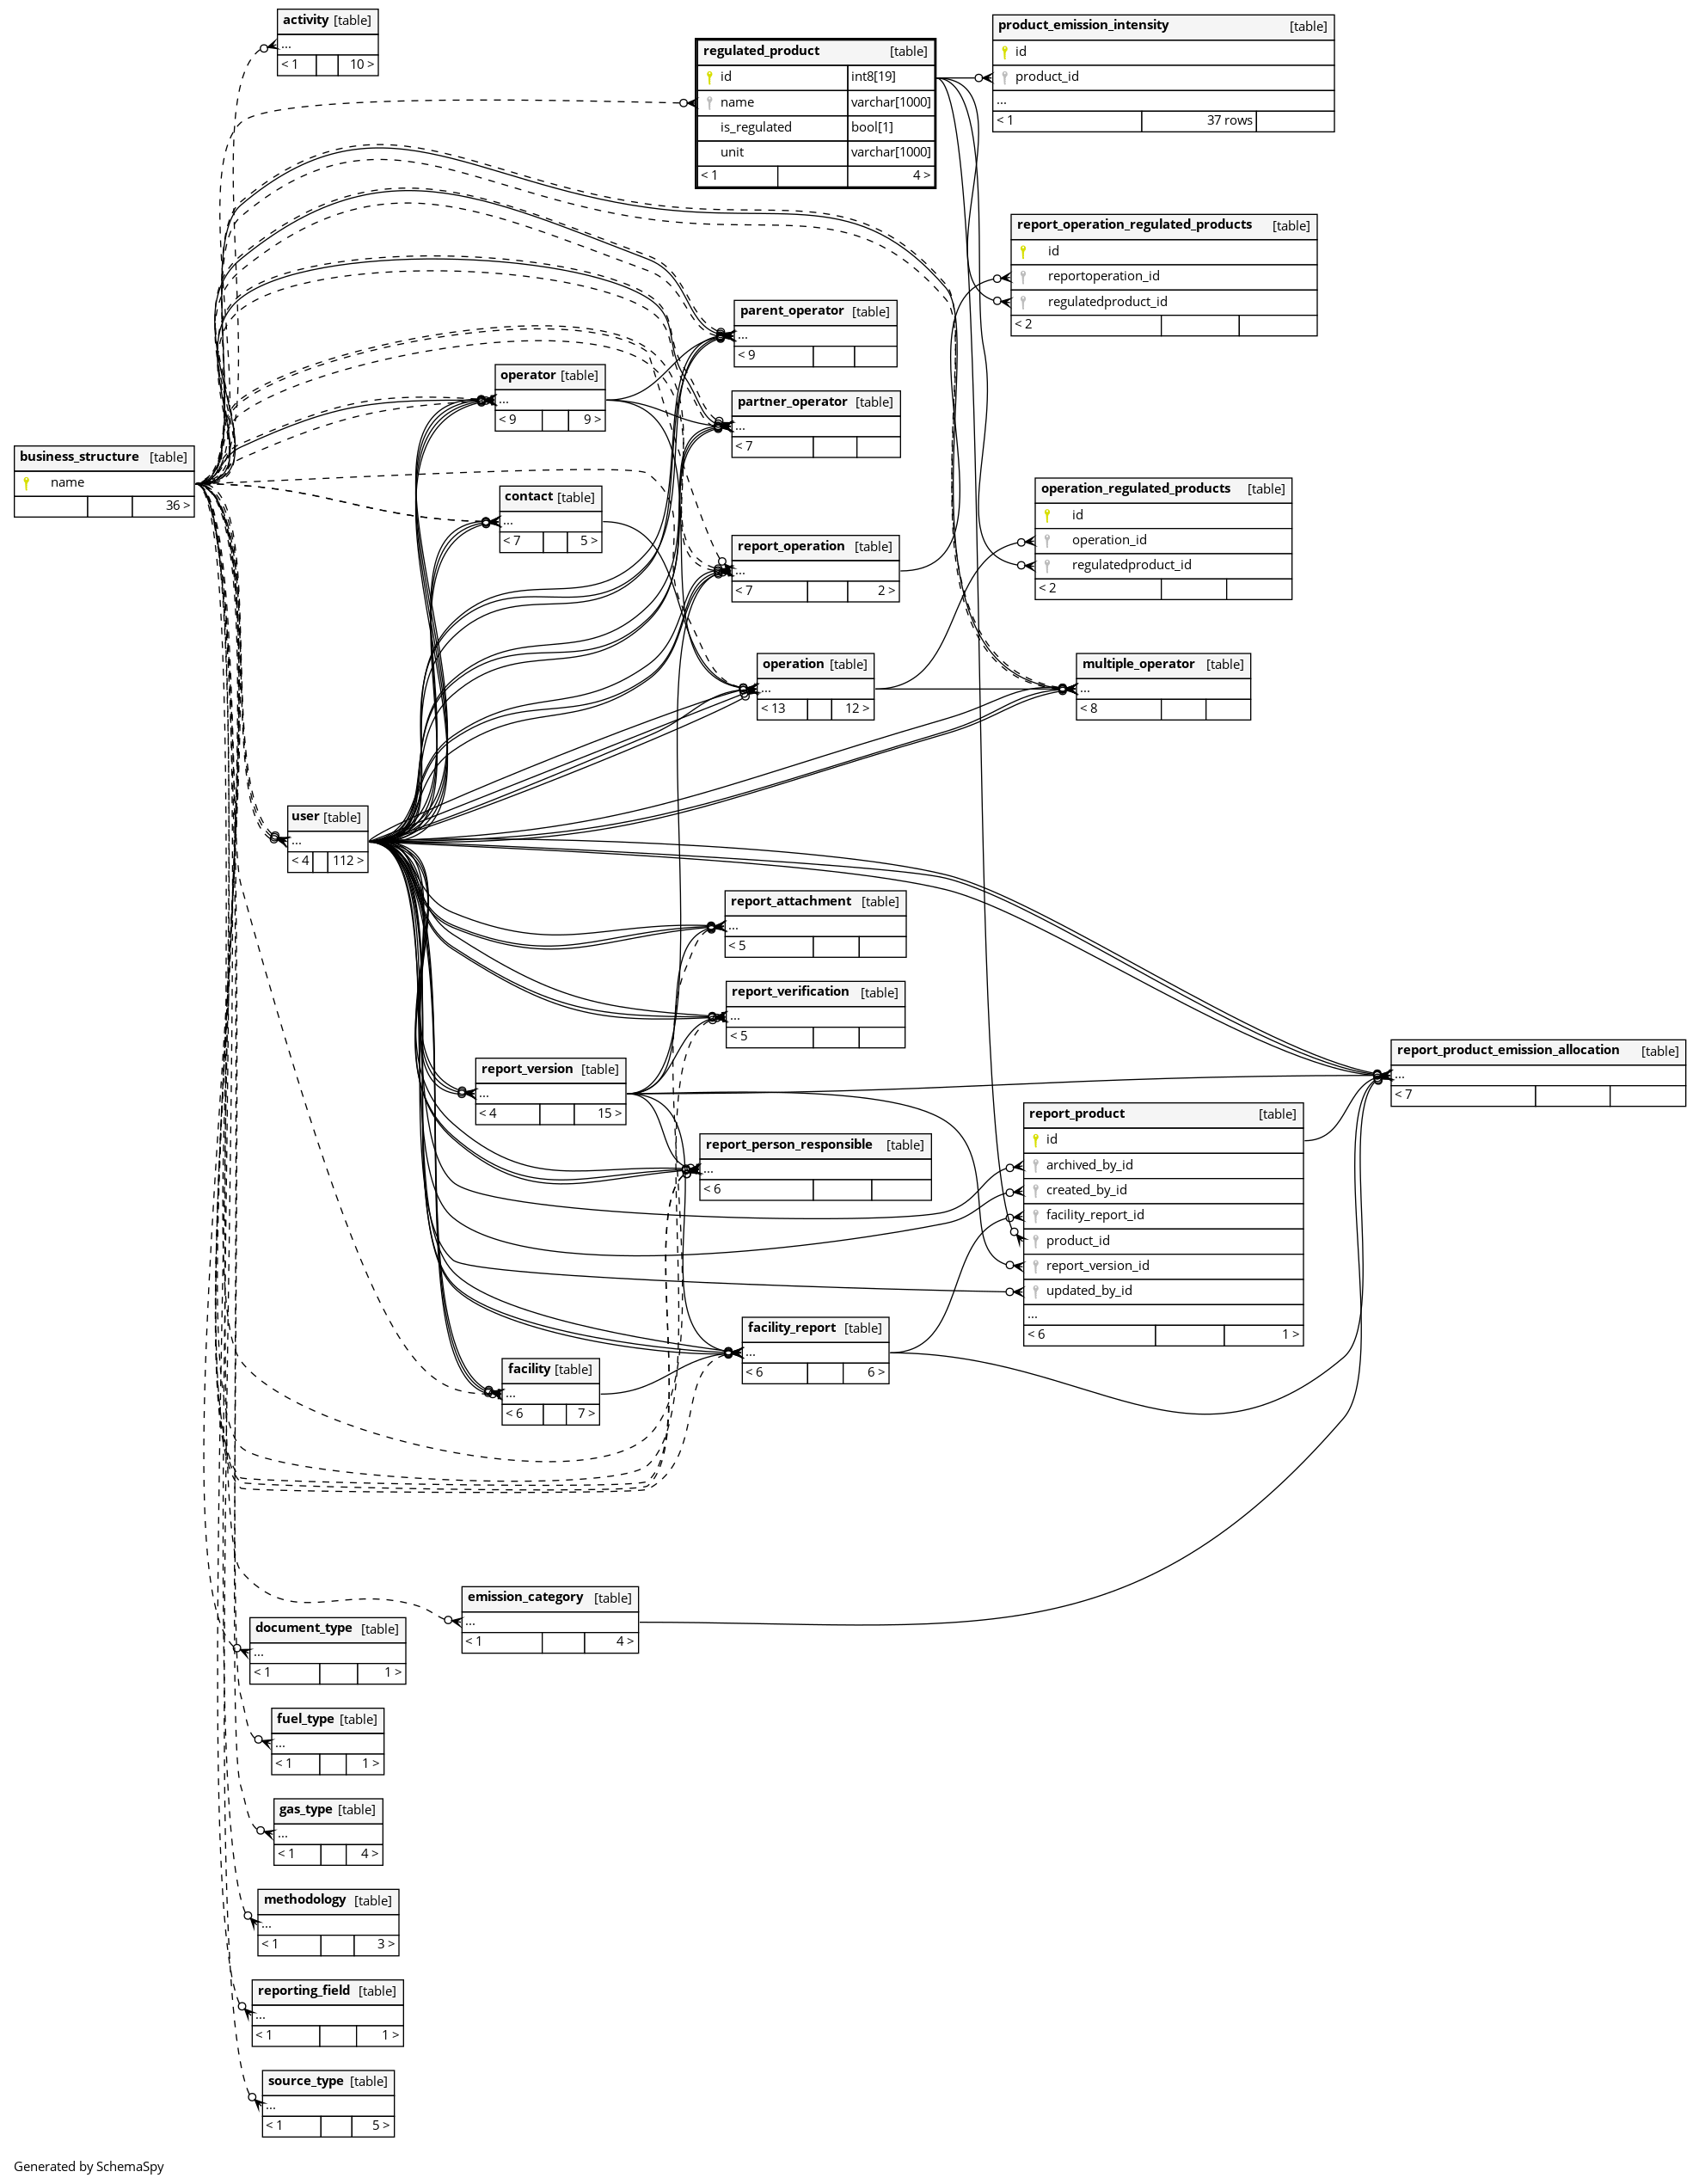 activity [table]
...
< 1 10 >
regulated_product [table]
id int8[19]
name varchar[1000]
is_regulated bool[1]
unit varchar[1000]
< 1 4 >
product_emission_intensity [table]
id
product_id
...
< 1 37 rows
report_operation_regulated_products [table]
id
reportoperation_id
regulatedproduct_id
< 2
parent_operator [table]
...
< 9
operator [table]
...
< 9 9 >
partner_operator [table]
...
< 7
business_structure [table]
name
36 >
contact [table]
...
< 7 5 >
operation_regulated_products [table]
id
operation_id
regulatedproduct_id
< 2
report_operation [table]
...
< 7 2 >
operation [table]
...
< 13 12 >
multiple_operator [table]
...
< 8
user [table]
...
< 4 112 >
report_attachment [table]
...
< 5
report_verification [table]
...
< 5
report_product_emission_allocation [table]
...
< 7
report_version [table]
...
< 4 15 >
report_product [table]
id
archived_by_id
created_by_id
facility_report_id
product_id
report_version_id
updated_by_id
...
< 6 1 >
report_person_responsible [table]
...
< 6
facility_report [table]
...
< 6 6 >
facility [table]
...
< 6 7 >
emission_category [table]
...
< 1 4 >
document_type [table]
...
< 1 1 >
fuel_type [table]
...
< 1 1 >
gas_type [table]
...
< 1 4 >
methodology [table]
...
< 1 3 >
reporting_field [table]
...
< 1 1 >
source_type [table]
...
< 1 5 >
Generated by SchemaSpy